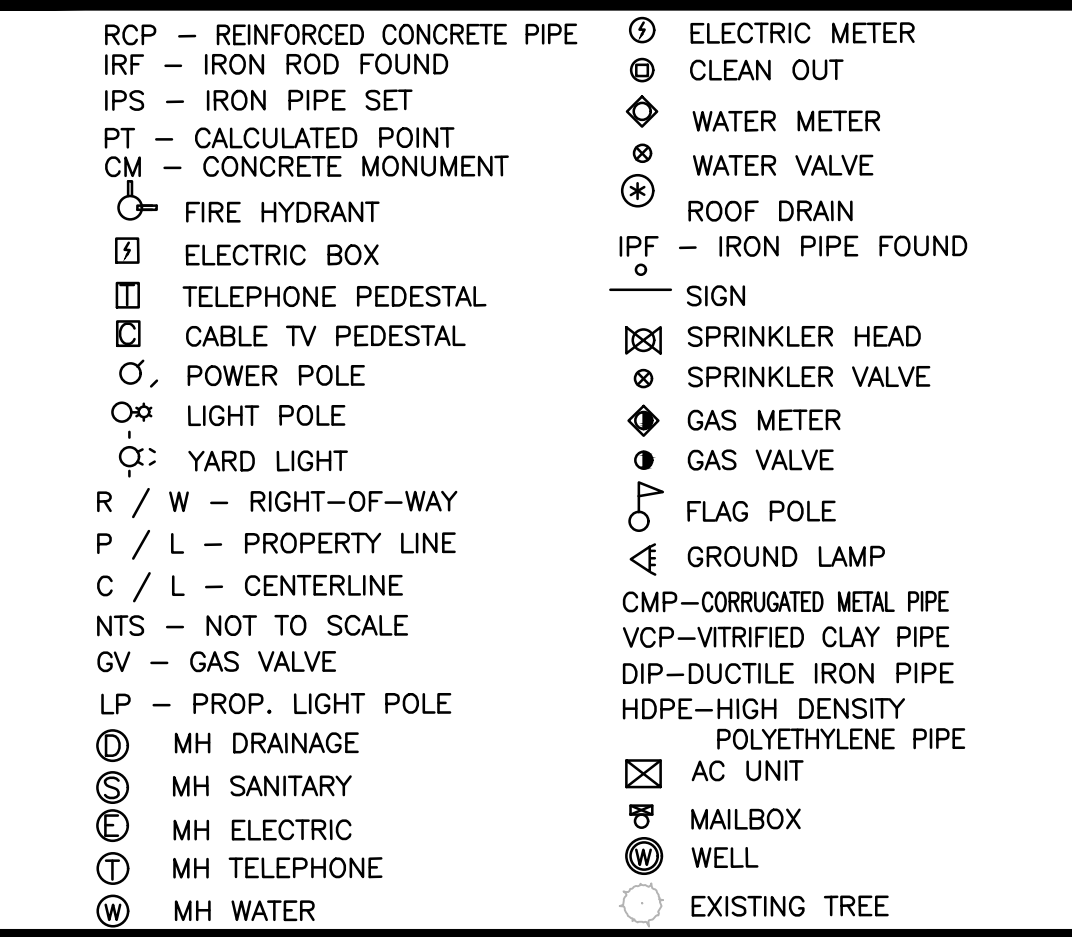 RCP – REINFORCED CONCRETE PIPE
IRF – IRON ROD FOUND
IPS – IRON PIPE SET
PT – CALCULATED POINT
CM – CONCRETE MONUMENT
FIRE HYDRANT
ELECTRIC BOX
T TELEPHONE PEDESTAL
C CABLE TV PEDESTAL
POWER POLE
LIGHT POLE
YARD LIGHT
R / W – RIGHT–OF–WAY
P / L – PROPERTY LINE
C / L – CENTERLINE
NTS – NOT TO SCALE
GV – GAS VALVE
LP – PROP. LIGHT POLE
D MH DRAINAGE
S MH SANITARY
E MH ELECTRIC
T MH TELEPHONE
W MH WATER
ELECTRIC METER
CLEAN OUT
WATER METER
WATER VALVE
ROOF DRAIN
IPF – IRON PIPE FOUND
SIGN
SPRINKLER HEAD
SPRINKLER VALVE
GAS METER
GAS VALVE
FLAG POLE
GROUND LAMP
CMP–CORRUGATED METAL PIPE
VCP–VITRIFIED CLAY PIPE
DIP–DUCTILE IRON PIPE
HDPE–HIGH DENSITY
POLYETHYLENE PIPE
AC UNIT
MAILBOX
W WELL
EXISTING TREE